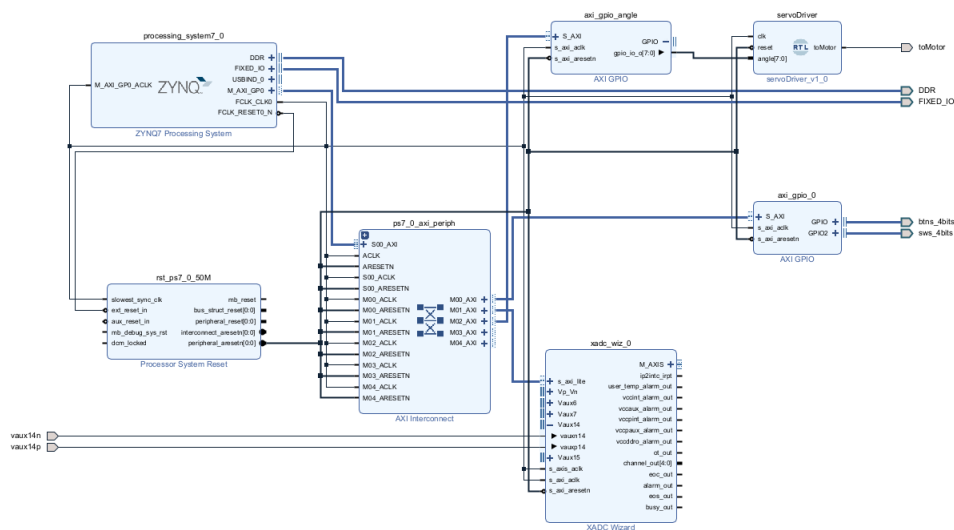 processing_system7_0
DDR
FIXED_IO
USBIND_0
M_AXI_GP0
FCLK_CLK0
FCLK_RESET0_N
M_AXI_GP0_ACLK
ZYNQ
ZYNQ7 Processing System
axi_gpio_angle
S_AXI
s_axi_aclk
s_axi_aresetn
GPIO
gpio_io_o[7:0]
AXI GPIO
servoDriver
clk
reset
angle[7:0]
RTL
toMotor
servoDriver_v1_0
toMotor
DDR
FIXED_IO
axi_gpio_0
S_AXI
s_axi_aclk
s_axi_aresetn
GPIO
GPIO2
AXI GPIO
btns_4bits
sws_4bits
ps7_0_axi_periph
S00_AXI
ACLK
ARESETN
S00_ACLK
S00_ARESETN
M00_ACLK
M00_ARESETN
M01_ACLK
M01_ARESETN
M02_ACLK
M02_ARESETN
M03_ACLK
M03_ARESETN
M04_ACLK
M04_ARESETN
M00_AXI
M01_AXI
M02_AXI
M03_AXI
M04_AXI
AXI Interconnect
rst_ps7_0_50M
slowest_sync_clk
ext_reset_in
aux_reset_in
mb_debug_sys_rst
dcm_locked
mb_reset
bus_struct_reset[0:0]
peripheral_reset[0:0]
interconnect_aresetn[0:0]
peripheral_aresetn[0:0]
Processor System Reset
vaux14n
vaux14p
xadc_wiz_0
s_axi_lite
Vp_Vn
Vaux6
Vaux7
Vaux14
vauxn14
vauxp14
Vaux15
s_axis_aclk
s_axi_aclk
s_axi_aresetn
M_AXIS
ip2intc_irpt
user_temp_alarm_out
vccint_alarm_out
vccaux_alarm_out
vccpint_alarm_out
vccpaux_alarm_out
vccddro_alarm_out
ot_out
channel_out[4:0]
eoc_out
alarm_out
eos_out
busy_out
XADC Wizard